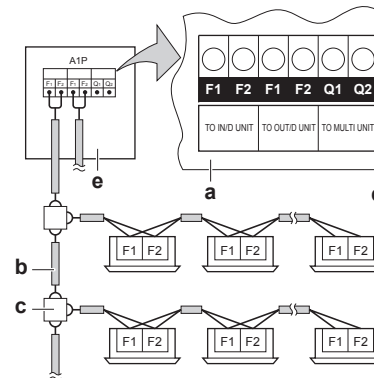 A1P
F1 F2 F1 F2 Q1 Q2
F1 F2 F1 F2 Q1 Q2
TO IN/D UNIT TO OUT/D UNIT TO MULTI UNIT
e
a
b
F1 F2 F1 F2 F1 F2
c
F1 F2 F1 F2 F1 F2